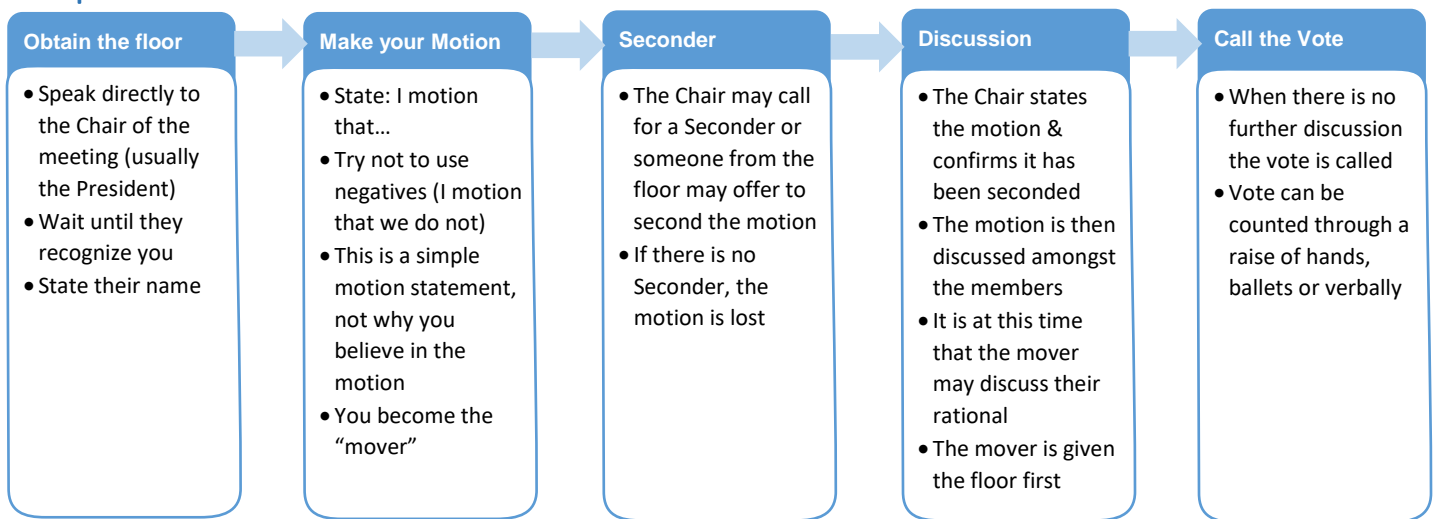 Obtain the floor
• Speak directly to
the Chair of the
meeting (usually
the President)
• Wait until they
recognize you
• State their name
Make your Motion
• State: I motion
that…
• Try not to use
negatives (I motion
that we do not)
• This is a simple
motion statement,
not why you
believe in the
motion
• You become the
“mover”
Seconder
• The Chair may call
for a Seconder or
someone from the
floor may offer to
second the motion
• If there is no
Seconder, the
motion is lost
Discussion
• The Chair states
the motion &
confirms it has
been seconded
• The motion is then
discussed amongst
the members
• It is at this time
that the mover
may discuss their
rational
• The mover is given
the floor first
Call the Vote
• When there is no
further discussion
the vote is called
• Vote can be
counted through a
raise of hands,
ballets or verbally